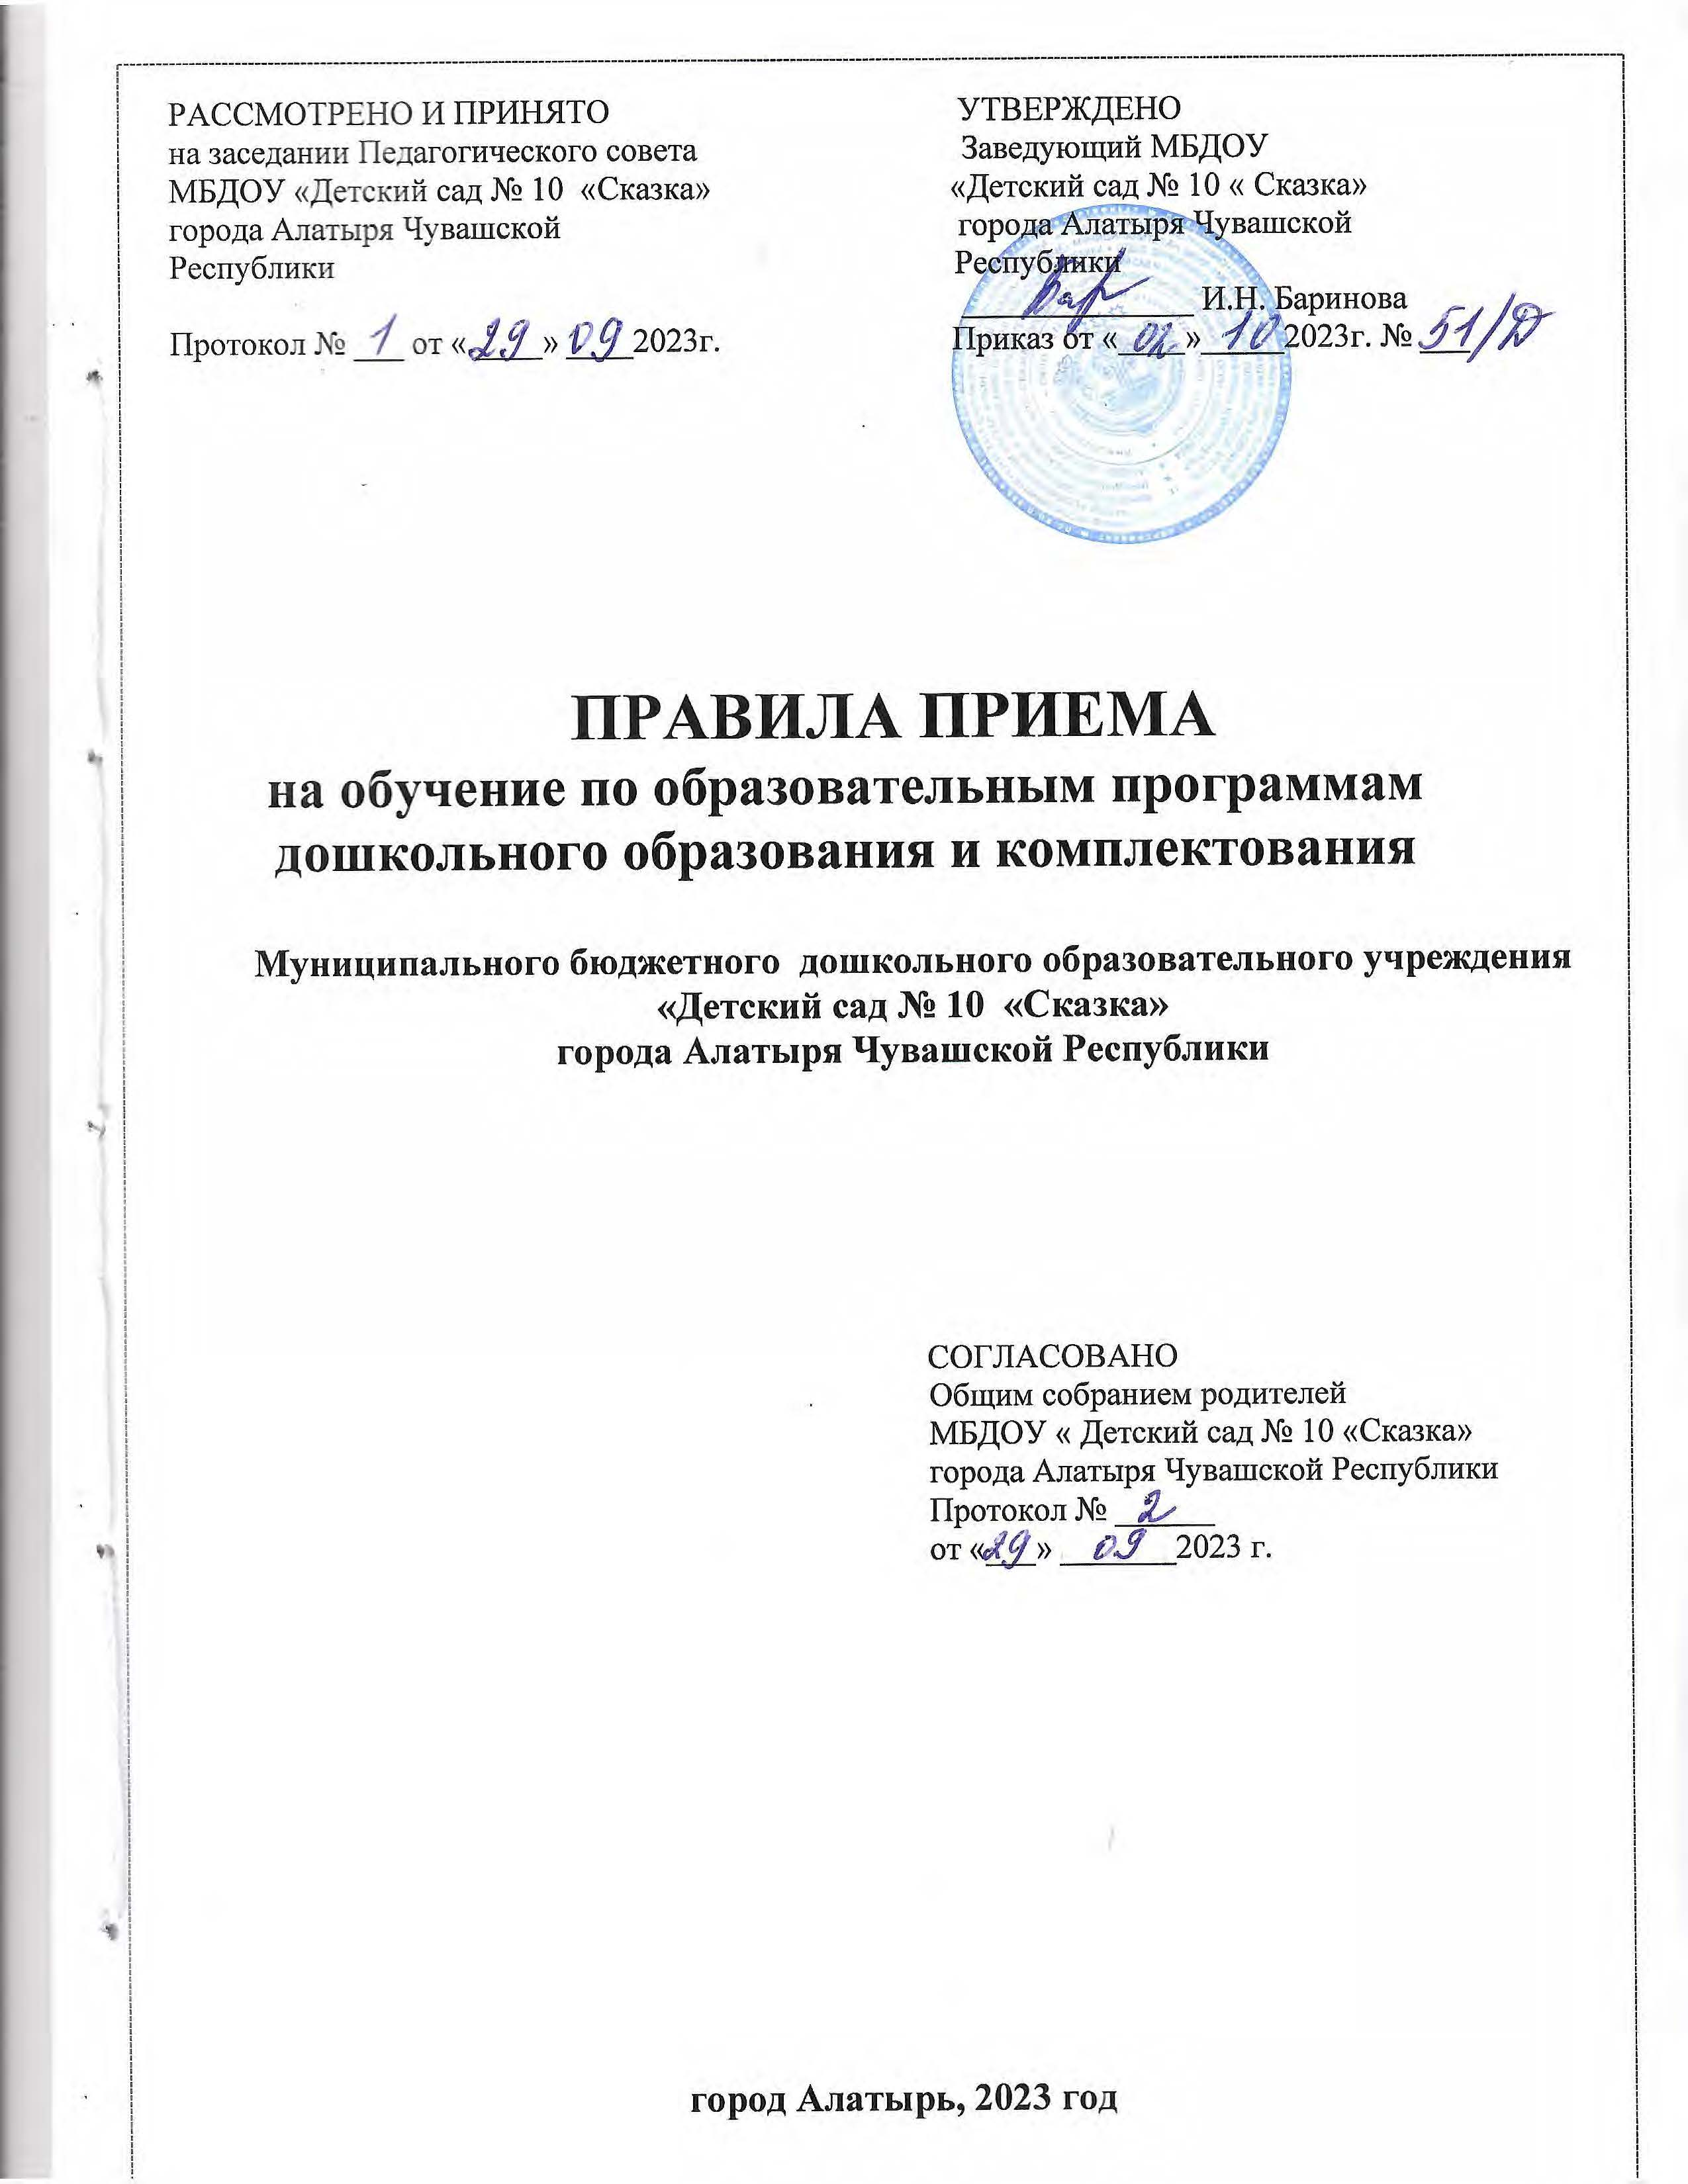 РАССМОТРЕНО И ПРИНЯТО
на заседании Педагогического совета
МБДОУ «Детский сад № 10 «Сказка»
города Алатыря Чувашской
Республики
Протокол № 1 от «29» 09 2023г.
УТВЕРЖДЕНО
Заведующий МБДОУ
«Детский сад № 10 « Сказка»
города Алатыря Чувашской
Республики
И.Н. Баринова
Приказ от «02» 10 2023г. № 51/Д
ПРАВИЛА ПРИЕМА
на обучение по образовательным программам
дошкольного образования и комплектования
Муниципального бюджетного дошкольного образовательного учреждения
«Детский сад № 10 «Сказка»
города Алатыря Чувашской Республики
СОГЛАСОВАНО
Общим собранием родителей
МБДОУ « Детский сад № 10 «Сказка»
города Алатыря Чувашской Республики
Протокол № 2
от «29» 09 2023 г.
город Алатырь, 2023 год